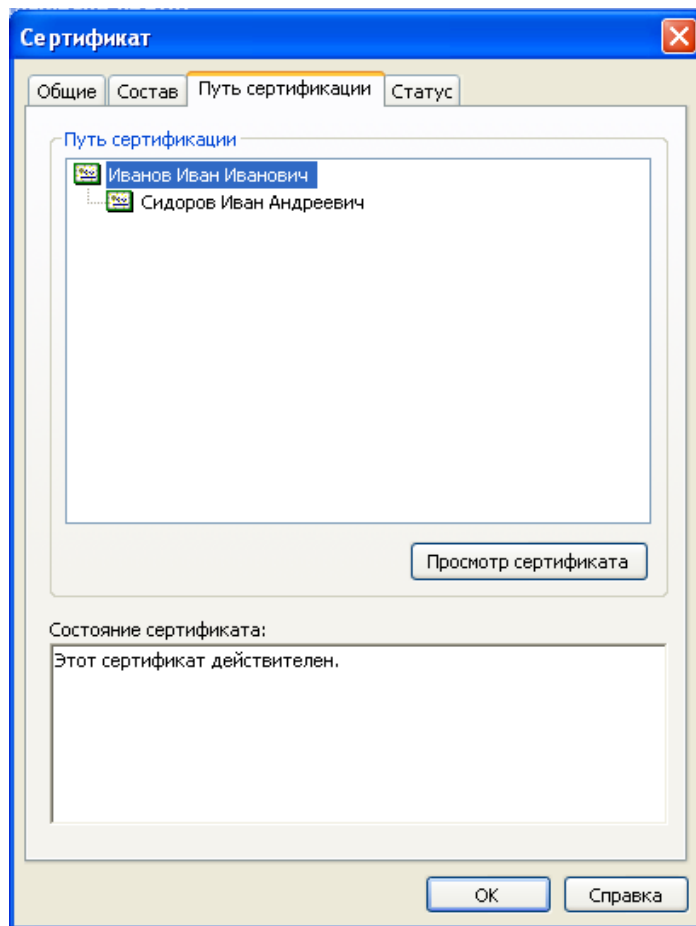 Сертификат
Общие Состав Путь сертификации Статус
Путь сертификации
Иванов Иван Иванович
Сидоров Иван Андреевич
Просмотр сертификата
Состояние сертификата:
Этот сертификат действителен.
ОК Справка